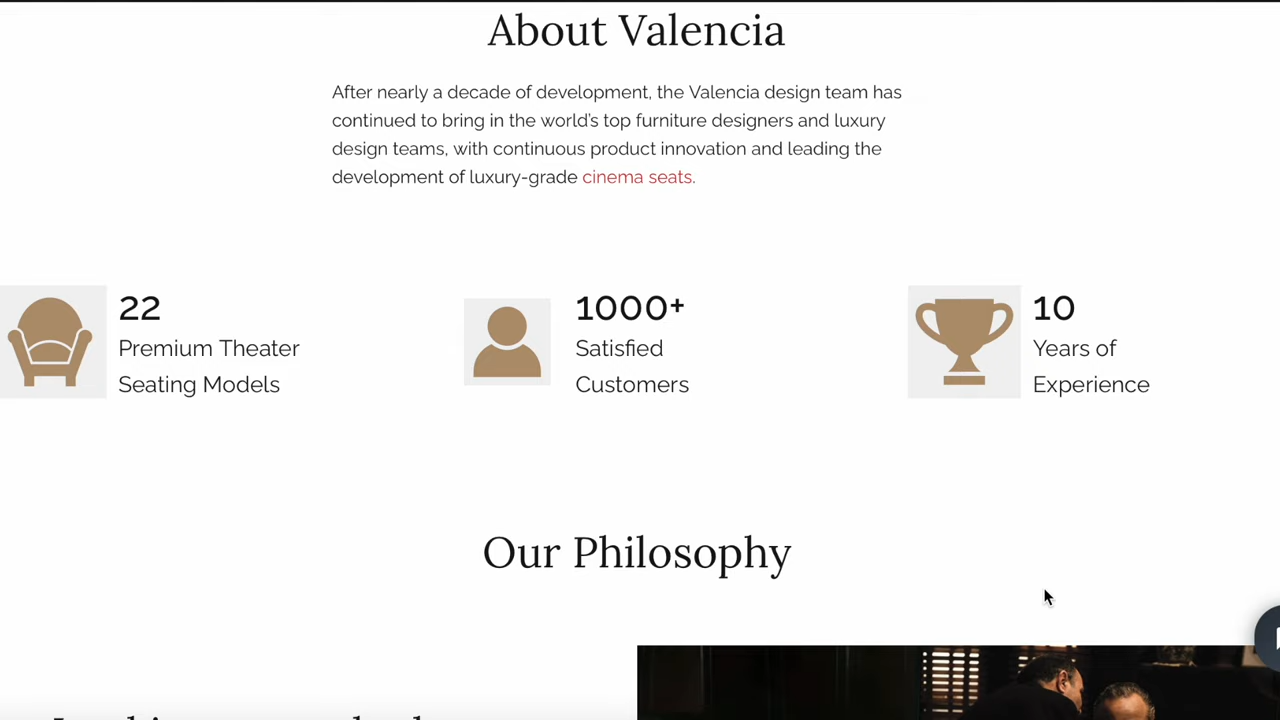 About Valencia
After nearly a decade of development, the Valencia design team has
continued to bring in the world's top furniture designers and luxury
design teams, with continuous product innovation and leading the
development of luxury-grade cinema seats.
22
Premium Theater
Seating Models
1000+
Satisfied
Customers
10
Years of
Experience
Our Philosophy